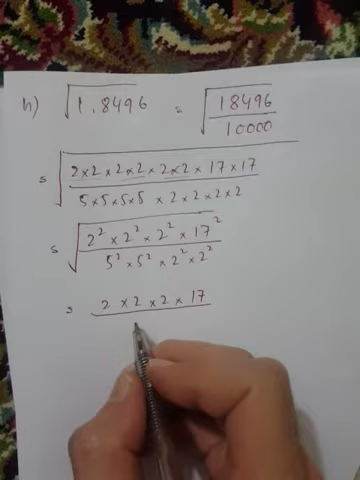 h) √1.8496 = √18496/10000
= √2×2×2×2×2×2×17×17/5×5×5×5×2×2×2×2
= √2²×2²×2²×17²/5²×5²×2²×2²
= 2×2×2×17